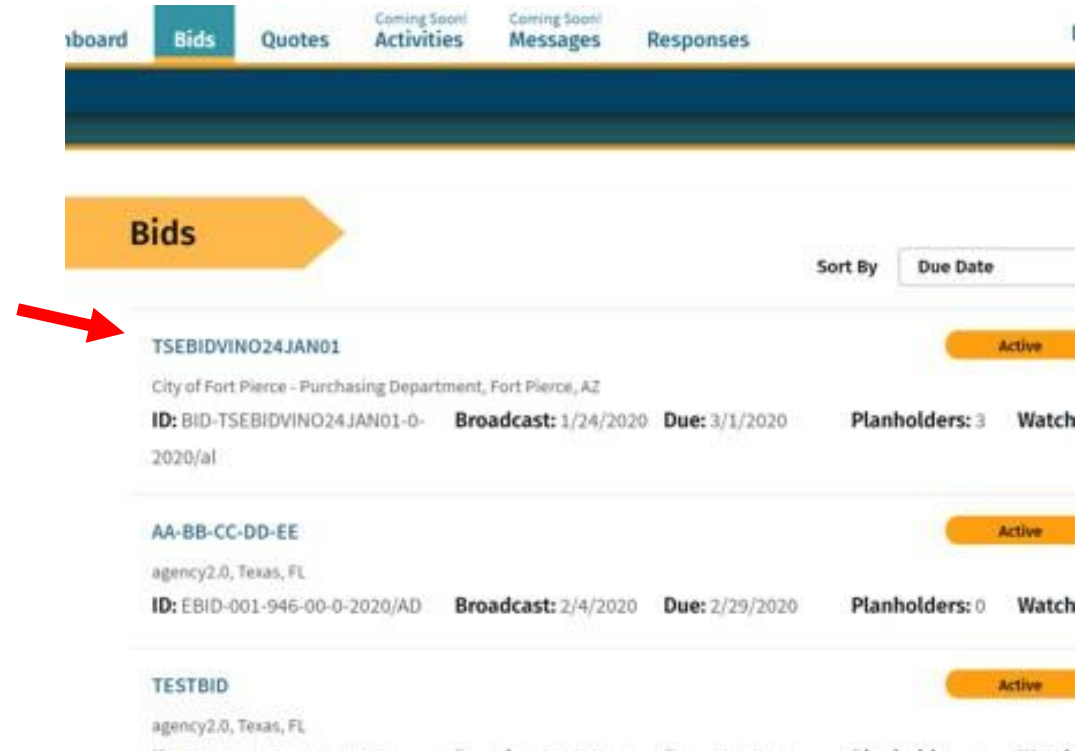 Coming Soon! Coming Soon!
Bids Quotes Activities Messages Responses
Bids
Sort By Due Date
TSEBIDVINO24JAN01 Active
City of Fort Pierce - Purchasing Department, Fort Pierce, AZ
ID: BID-TSEBIDVINO24JAN01-0- Broadcast: 1/24/2020 Due: 3/1/2020 Planholders: 3 Watch
2020/al
AA-BB-CC-DD-EE Active
agency2.0, Texas, FL
ID: EBID-001-946-00-0-2020/AD Broadcast: 2/4/2020 Due: 2/29/2020 Planholders: 0 Watch
TESTBID Active
agency2.0, Texas, FL